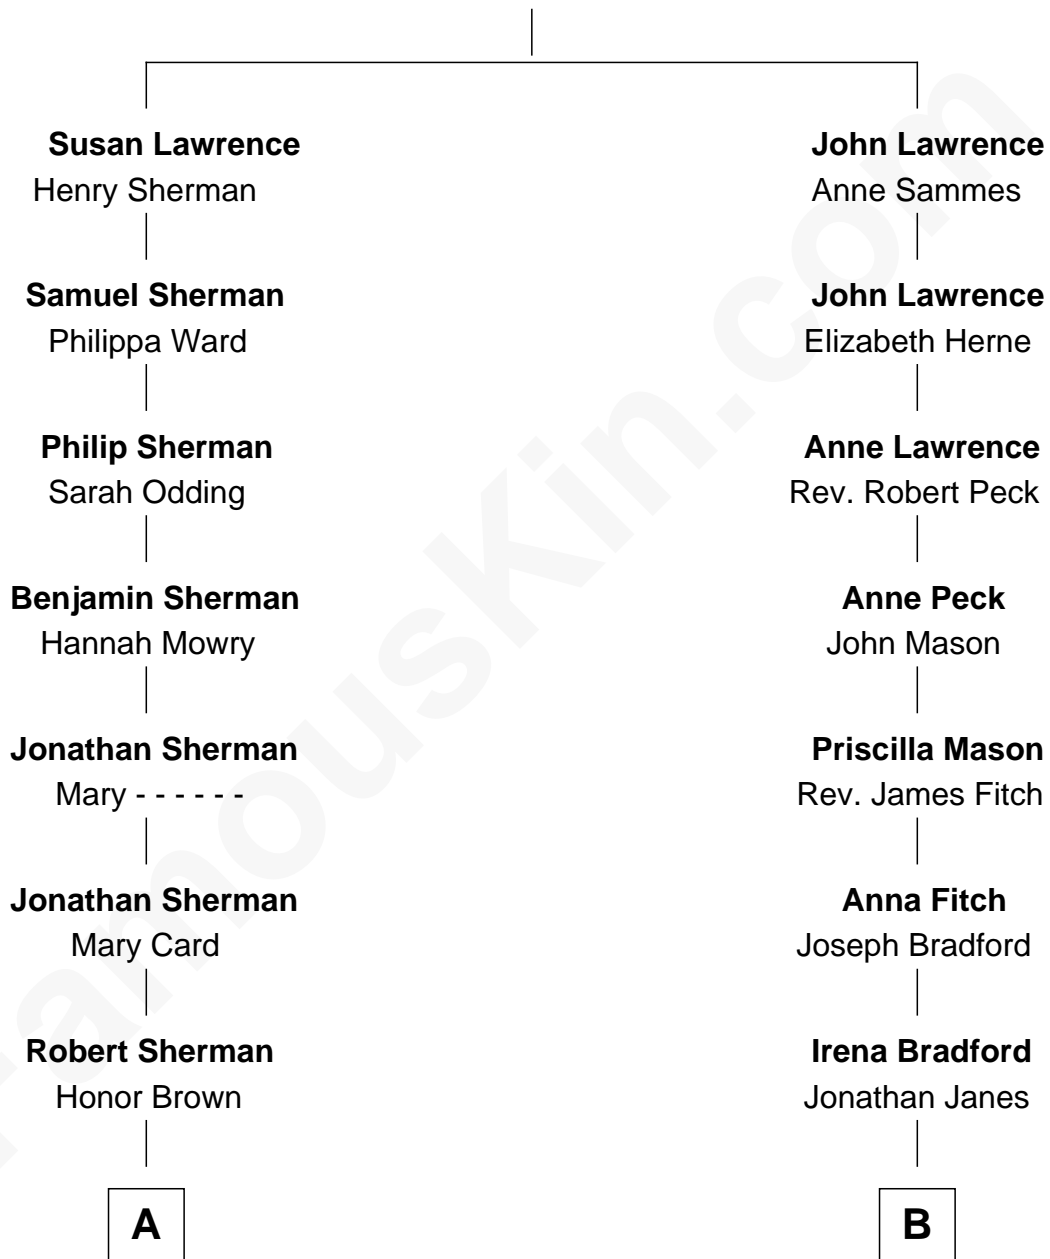 Susan Lawrence
Henry Sherman
John Lawrence
Anne Sammes
Samuel Sherman
Philippa Ward
John Lawrence
Elizabeth Herne
Philip Sherman
Sarah Odding
Anne Lawrence
Rev. Robert Peck
Benjamin Sherman
Hannah Mowry
Anne Peck
John Mason
Jonathan Sherman
Mary - - - - - -
Priscilla Mason
Rev. James Fitch
Jonathan Sherman
Mary Card
Anna Fitch
Joseph Bradford
Robert Sherman
Honor Brown
Irena Bradford
Jonathan Janes
A
B
FamousKin.com